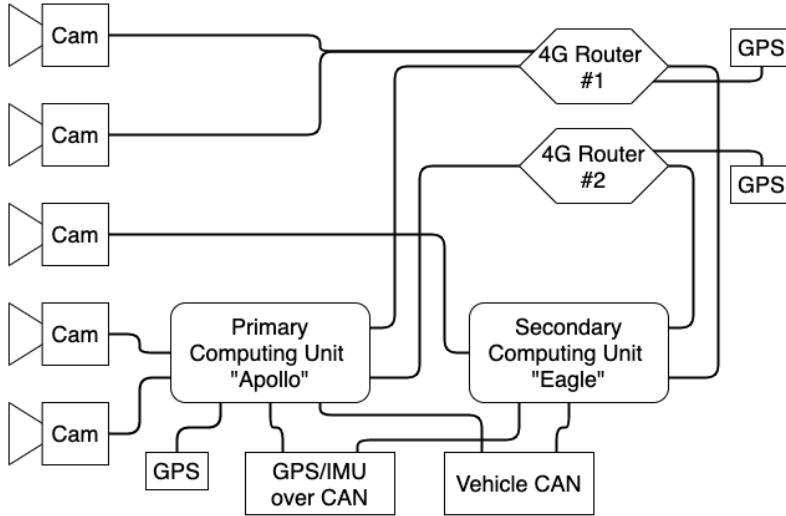 Cam
4G Router
#1
GPS
Cam
4G Router
#2
GPS
Cam
Cam
Primary
Computing Unit
"Apollo"
Secondary
Computing Unit
"Eagle"
Cam
GPS
GPS/IMU
over CAN
Vehicle CAN